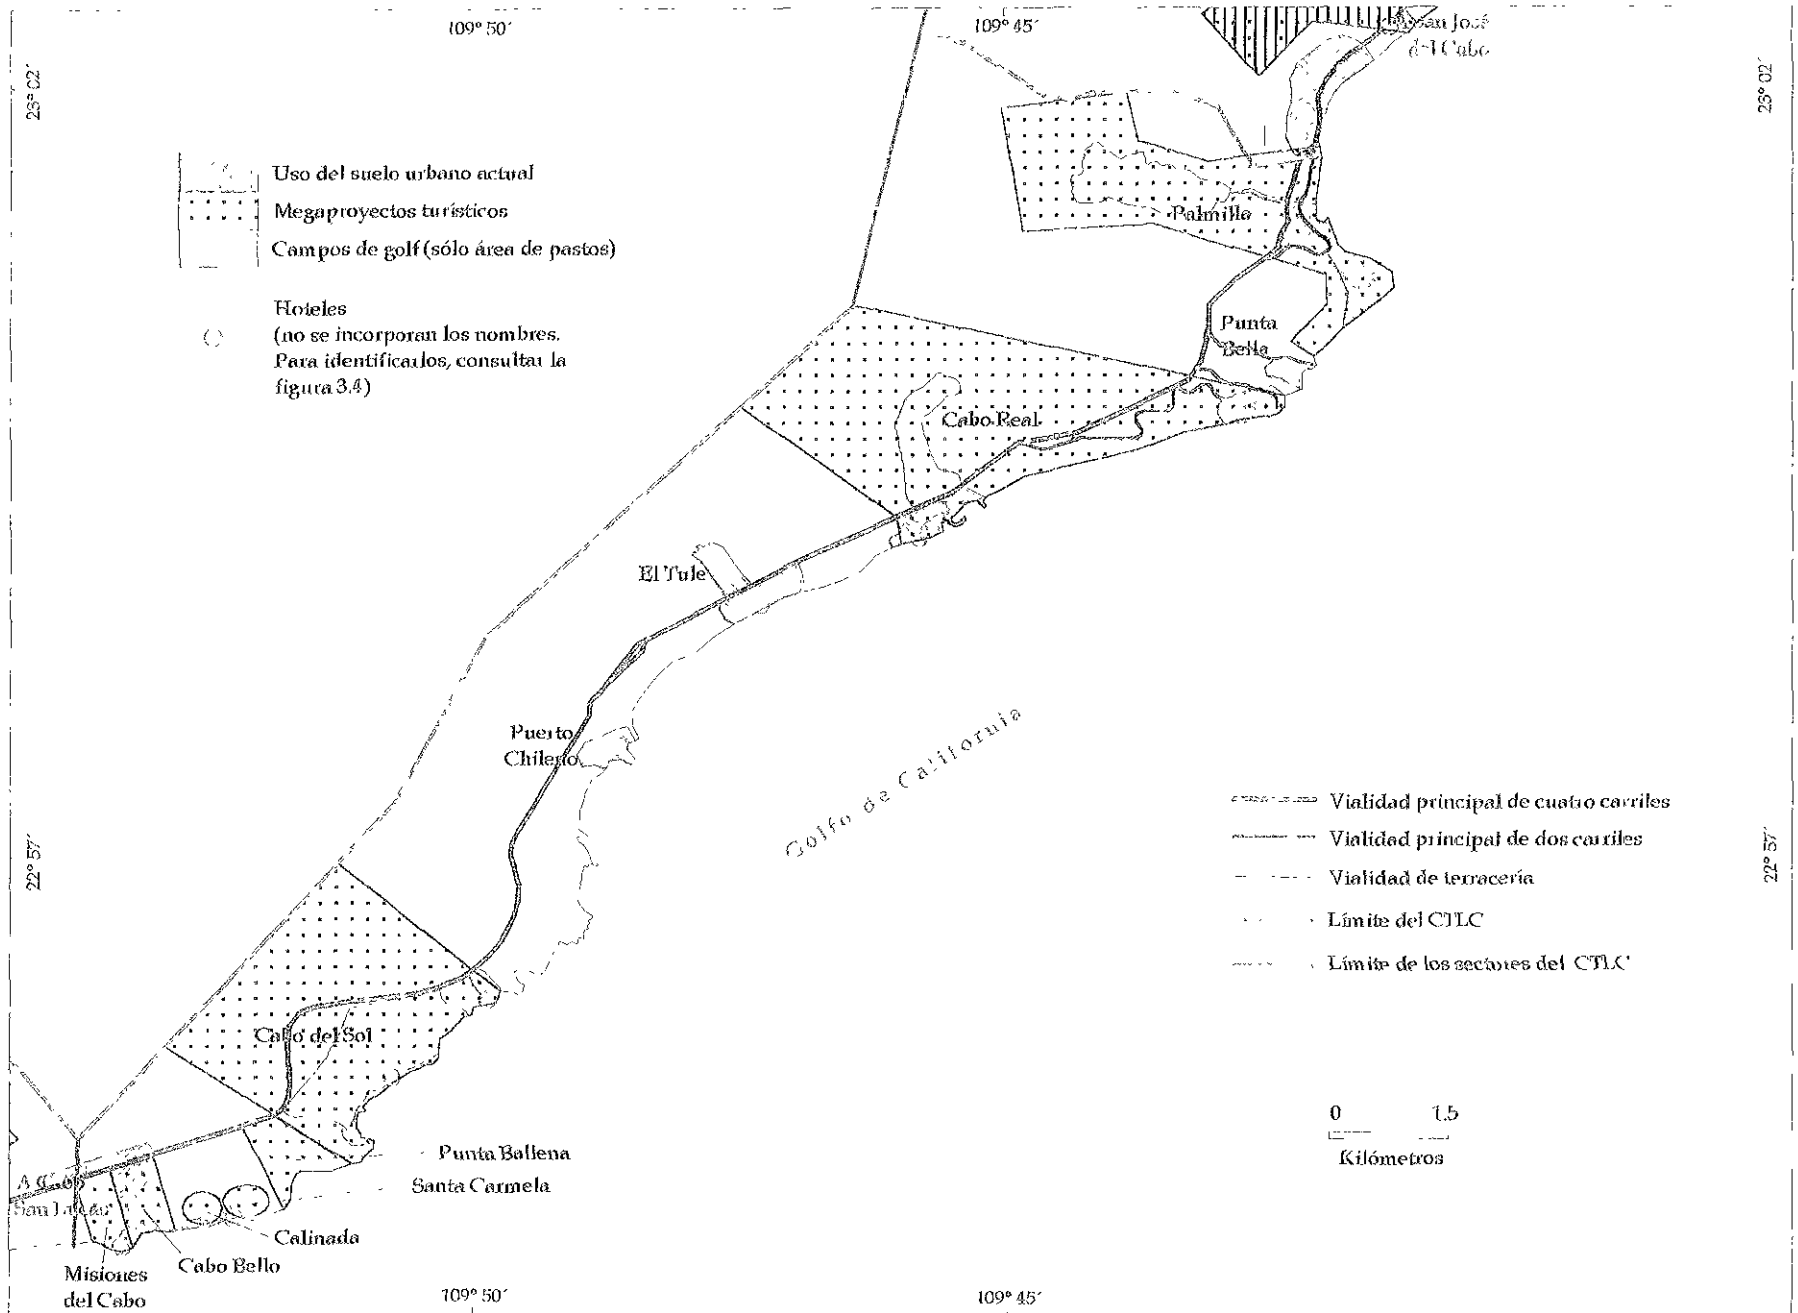 109° 50´
109° 45´
San José
del Cabo
23° 02´
23° 02´
Uso del suelo urbano actual
Megaproyectos turísticos
Campos de golf (sólo área de pastos)
Hoteles
(no se incorporan los nombres.
Para identificarlos, consultar la
figura 3.4)
Palmilla
Punta
Bella
Cabo Real
El Tule
Puerto
Chileno
Golfo de California
Vialidad principal de cuatro carriles
Vialidad principal de dos carriles
Vialidad de terracería
Límite del CTLC
Límite de los sectores del CTLC
22° 57´
22° 57´
Cabo del Sol
0 1.5
Kilómetros
Punta Ballena
Santa Carmela
A Cabo
San Lucas
Calinada
Cabo Bello
Misiones
del Cabo
109° 50´
109° 45´